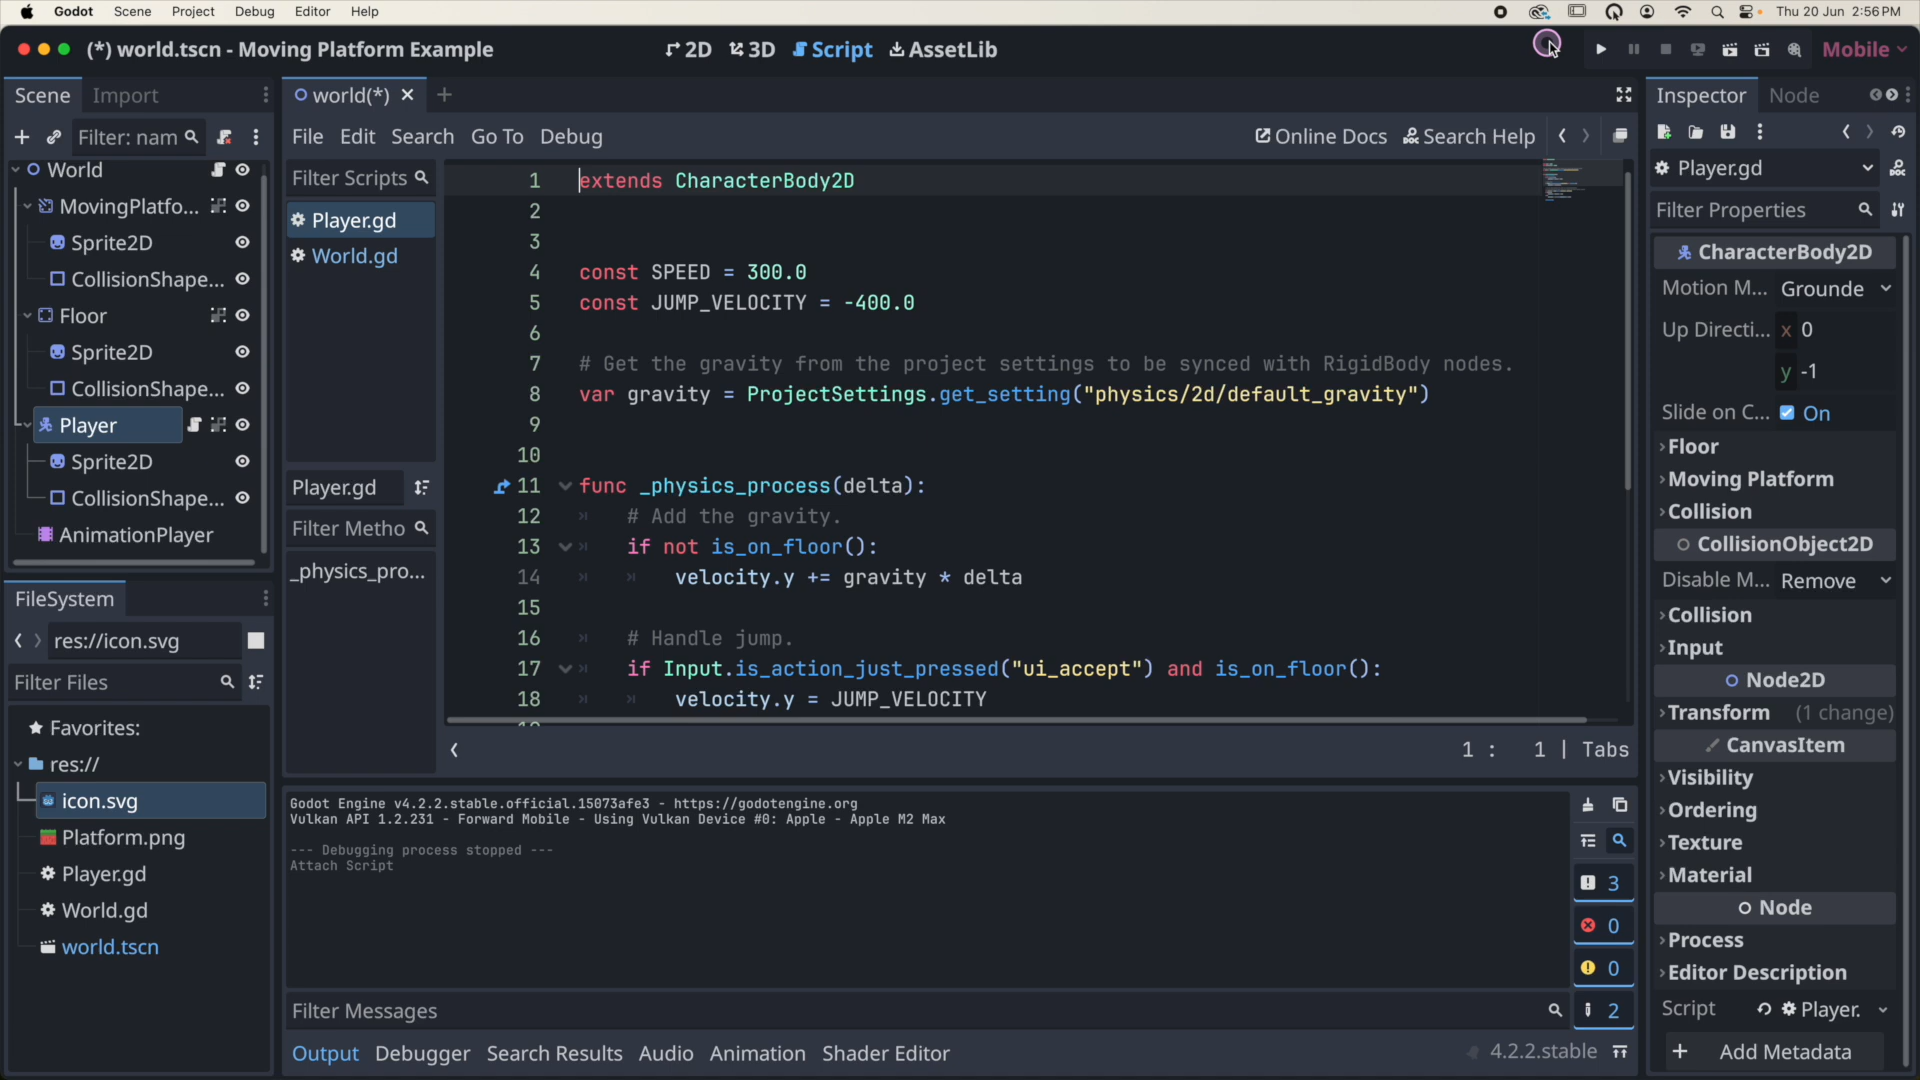 Godot Scene Project Debug Editor Help
Thu 20 Jun 2:56 PM
(*) world.tscn - Moving Platform Example
2D 3D Script AssetLib
Mobile
Scene Import
Filter: nam
World
MovingPlatfo...
Sprite2D
CollisionShape...
Floor
Sprite2D
CollisionShape...
Player
Sprite2D
CollisionShape...
AnimationPlayer
FileSystem
res://icon.svg
Filter Files
Favorites:
res://
icon.svg
Platform.png
Player.gd
World.gd
world.tscn
world(*)
File Edit Search Go To Debug
Online Docs Search Help
Filter Scripts
Player.gd
World.gd
Player.gd
Filter Metho
_physics_pro...
1 extends CharacterBody2D
2
3
4 const SPEED = 300.0
5 const JUMP_VELOCITY = -400.0
6
7 # Get the gravity from the project settings to be synced with RigidBody nodes.
8 var gravity = ProjectSettings.get_setting("physics/2d/default_gravity")
9
10
11 func _physics_process(delta):
12 # Add the gravity.
13 if not is_on_floor():
14 velocity.y += gravity * delta
15
16 # Handle jump.
17 if Input.is_action_just_pressed("ui_accept") and is_on_floor():
18 velocity.y = JUMP_VELOCITY
1 : 1 | Tabs
Godot Engine v4.2.2.stable.official.15073afe3 - https://godotengine.org
Vulkan API 1.2.231 - Forward Mobile - Using Vulkan Device #0: Apple - Apple M2 Max
--- Debugging process stopped ---
Attach Script
3
0
0
2
Filter Messages
Output Debugger Search Results Audio Animation Shader Editor
4.2.2.stable
Inspector Node
Player.gd
Filter Properties
CharacterBody2D
Motion M... Grounde
Up Directi... x 0
y -1
Slide on C... On
Floor
Moving Platform
Collision
CollisionObject2D
Disable M... Remove
Collision
Input
Node2D
Transform (1 change)
CanvasItem
Visibility
Ordering
Texture
Material
Node
Process
Editor Description
Script Player.
Add Metadata